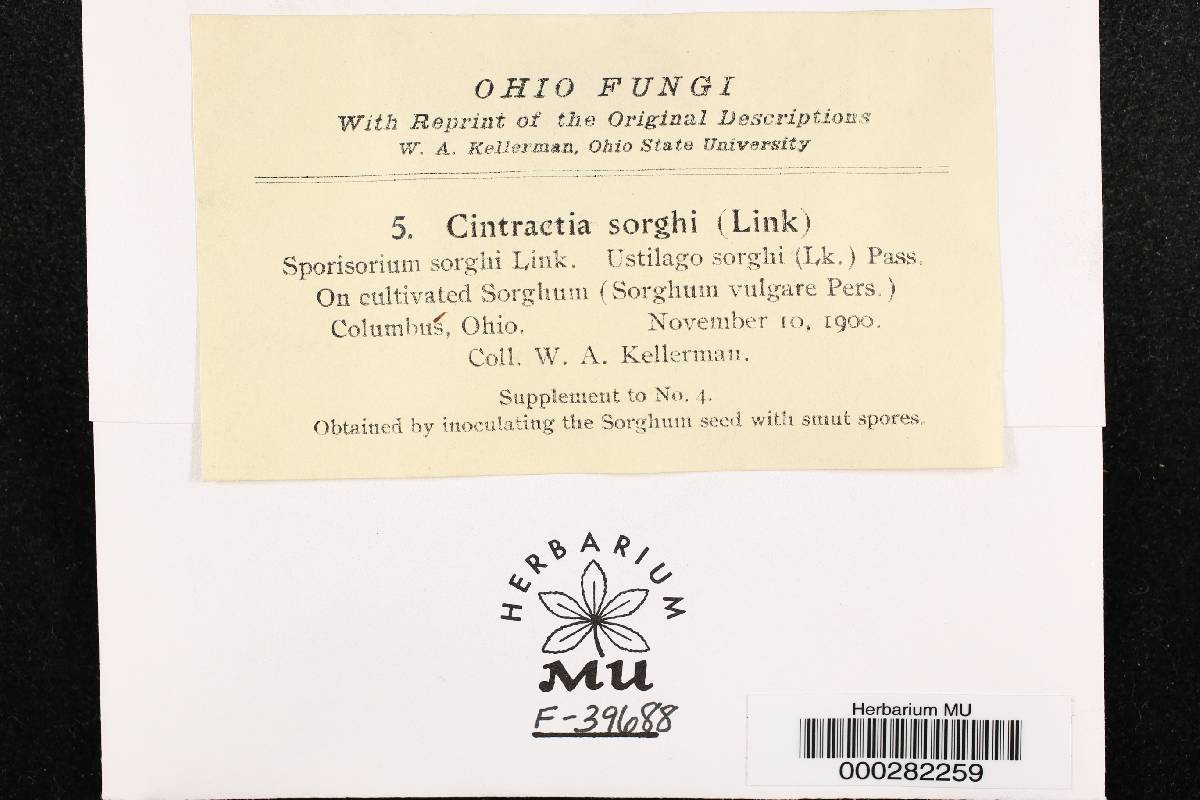 OHIO FUNGI
With Reprint of the Original Descriptions
W. A. Kellerman, Ohio State University
5. Cintractia sorghi (Link)
Sporisorium sorghi Link. Ustilago sorghi (Lk.) Pass.
On cultivated Sorghum (Sorghum vulgare Pers.)
Columbus, Ohio. November 10, 1900.
Coll. W. A. Kellerman.
Supplement to No. 4.
Obtained by inoculating the Sorghum seed with smut spores.
HERBARIUM
MU
F-39688
Herbarium MU
000282259